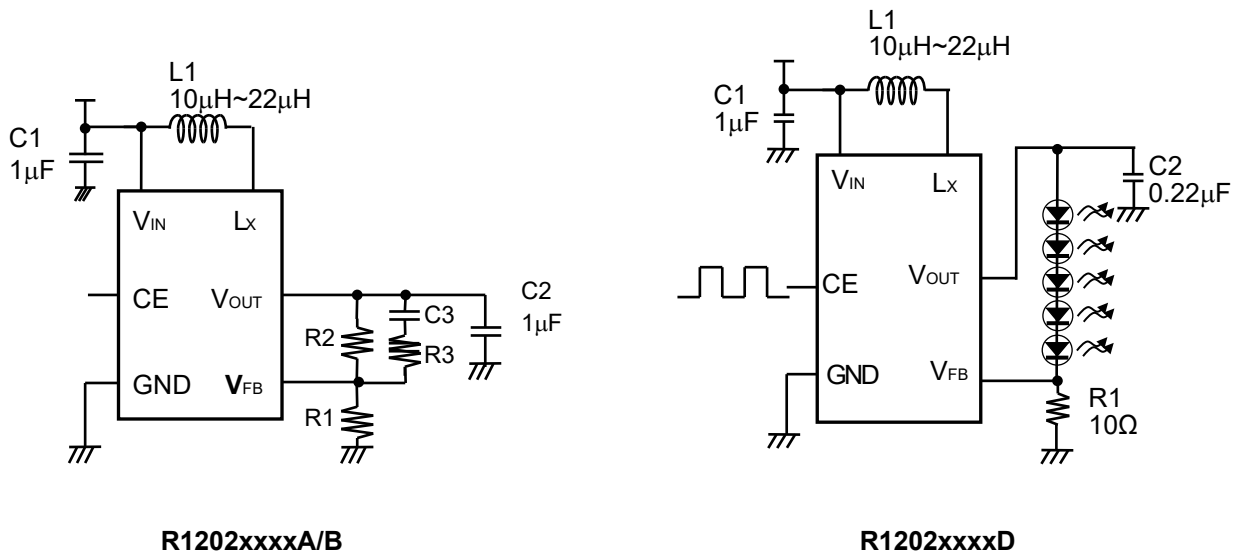 L1
10μH~22μH
C1
1μF
VIN
LX
CE
VOUT
GND
VFB
R2
C3
R3
R1
C2
1μF
R1202xxxxA/B
L1
10μH~22μH
C1
1μF
VIN
LX
CE
VOUT
GND
VFB
C2
0.22μF
R1
10Ω
R1202xxxxD